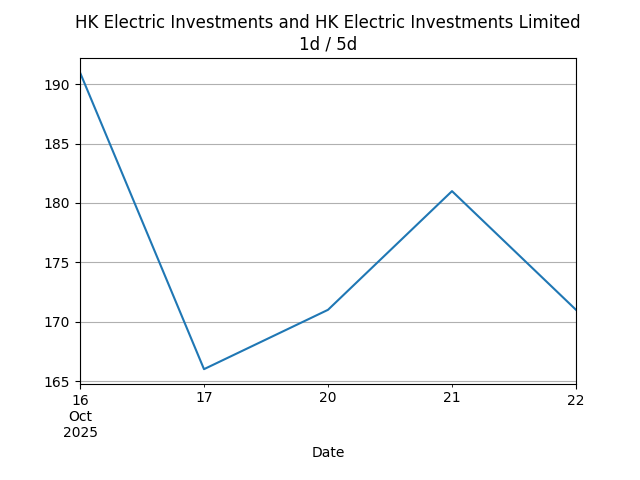 HK Electric Investments and HK Electric Investments Limited
1d / 5d
190
185
180
175
170
165
16 17 20 21 22
Oct
2025
Date